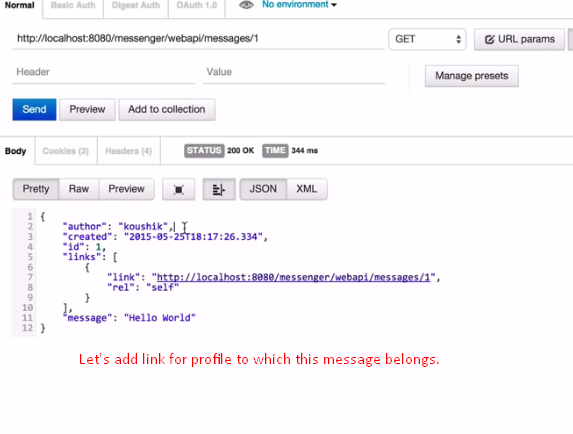 Normal Basic Auth Digest Auth OAuth 1.0 No environment
http://localhost:8080/messenger/webapi/messages/1 GET URL params
Header Value Manage presets
Send Preview Add to collection
Body Cookies (3) Headers (4) STATUS 200 OK TIME 344 ms
Pretty Raw Preview JSON XML
1 {
2 "author": "koushik",
3 "created": "2015-05-25T18:17:26.334",
4 "id": 1,
5 "links": [
6 {
7 "link": "http://localhost:8080/messenger/webapi/messages/1",
8 "rel": "self"
9 }
10 ],
11 "message": "Hello World"
12 }
Let's add link for profile to which this message belongs.